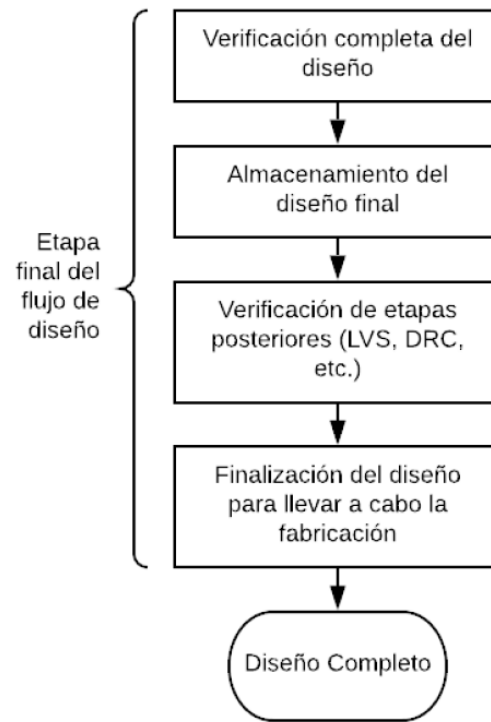 Verificación completa del
diseño
Almacenamiento del
diseño final
Etapa
final del
flujo de
diseño
Verificación de etapas
posteriores (LVS, DRC,
etc.)
Finalización del diseño
para llevar a cabo la
fabricación
Diseño Completo